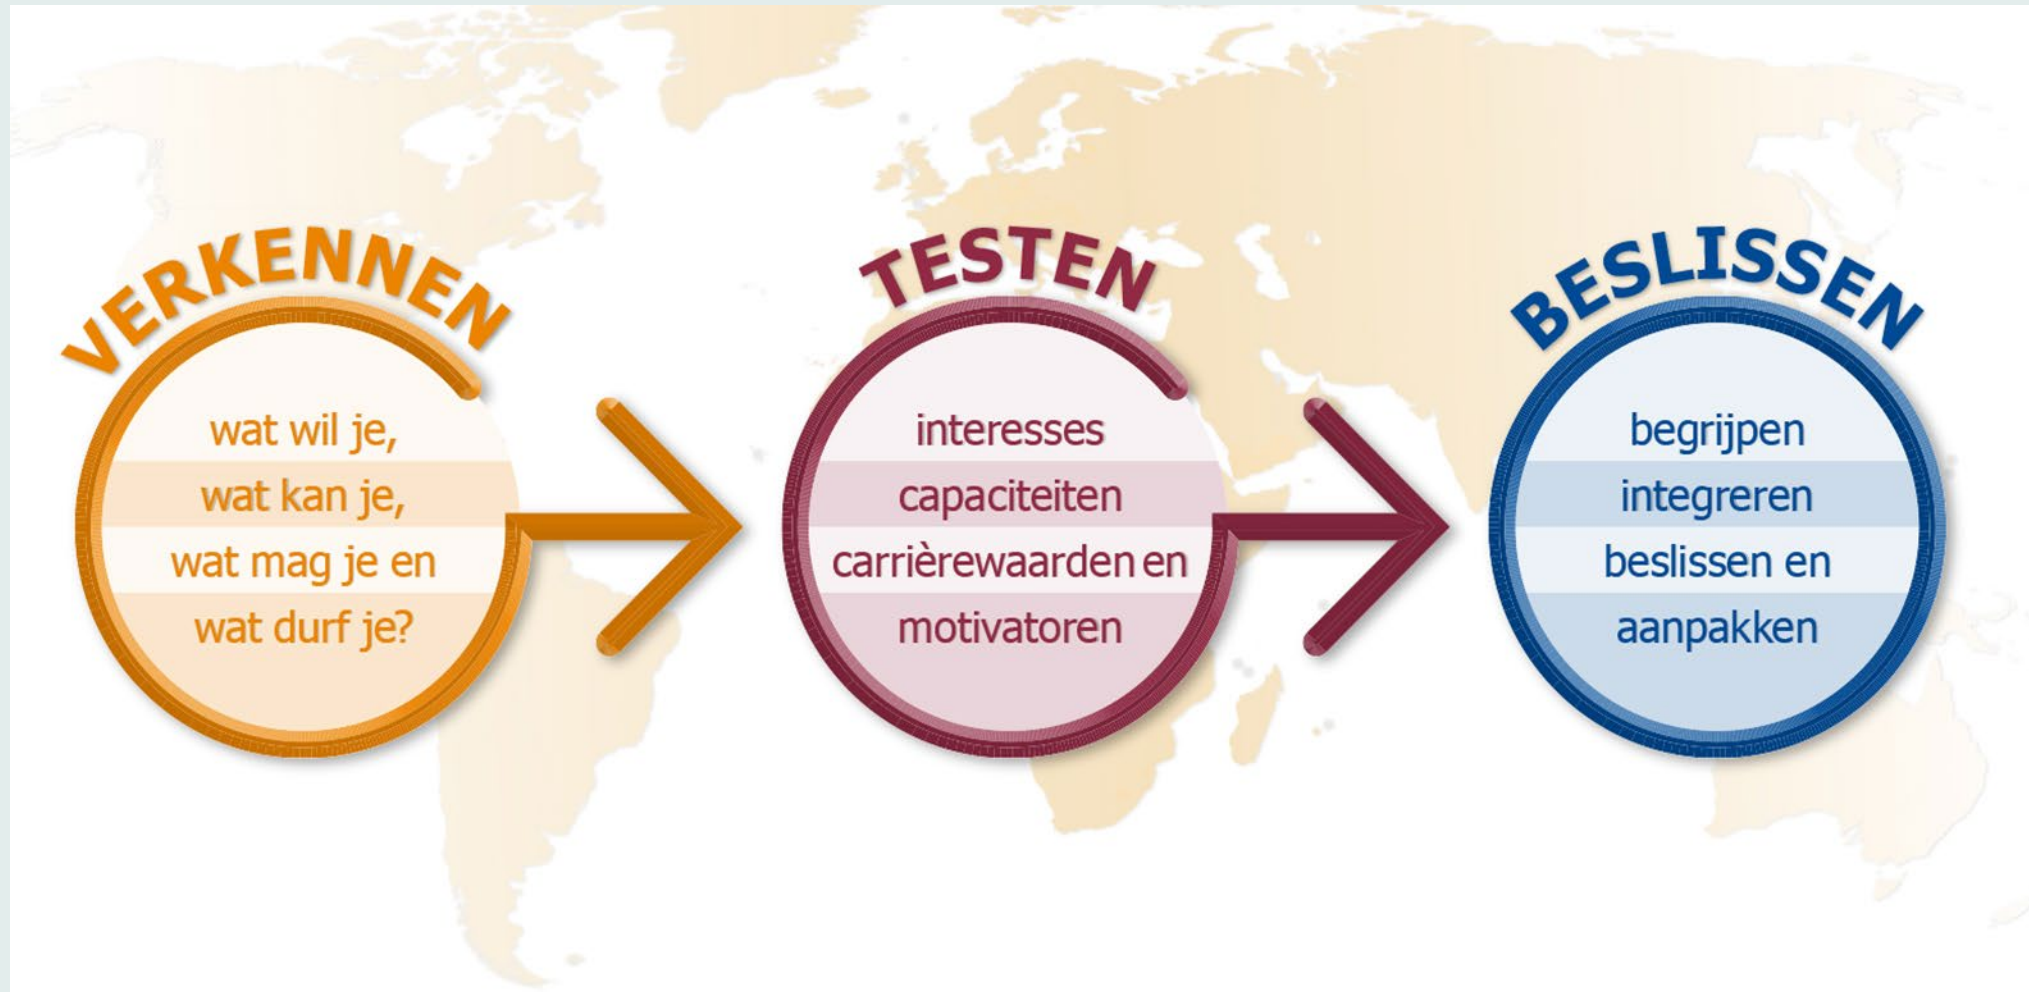 VERKENNEN
wat wil je,
wat kan je,
wat mag je en
wat durf je?
TESTEN
interesses
capaciteiten
carrièrewaarden en
motivatoren
BESLISSEN
begrijpen
integreren
beslissen en
aanpakken